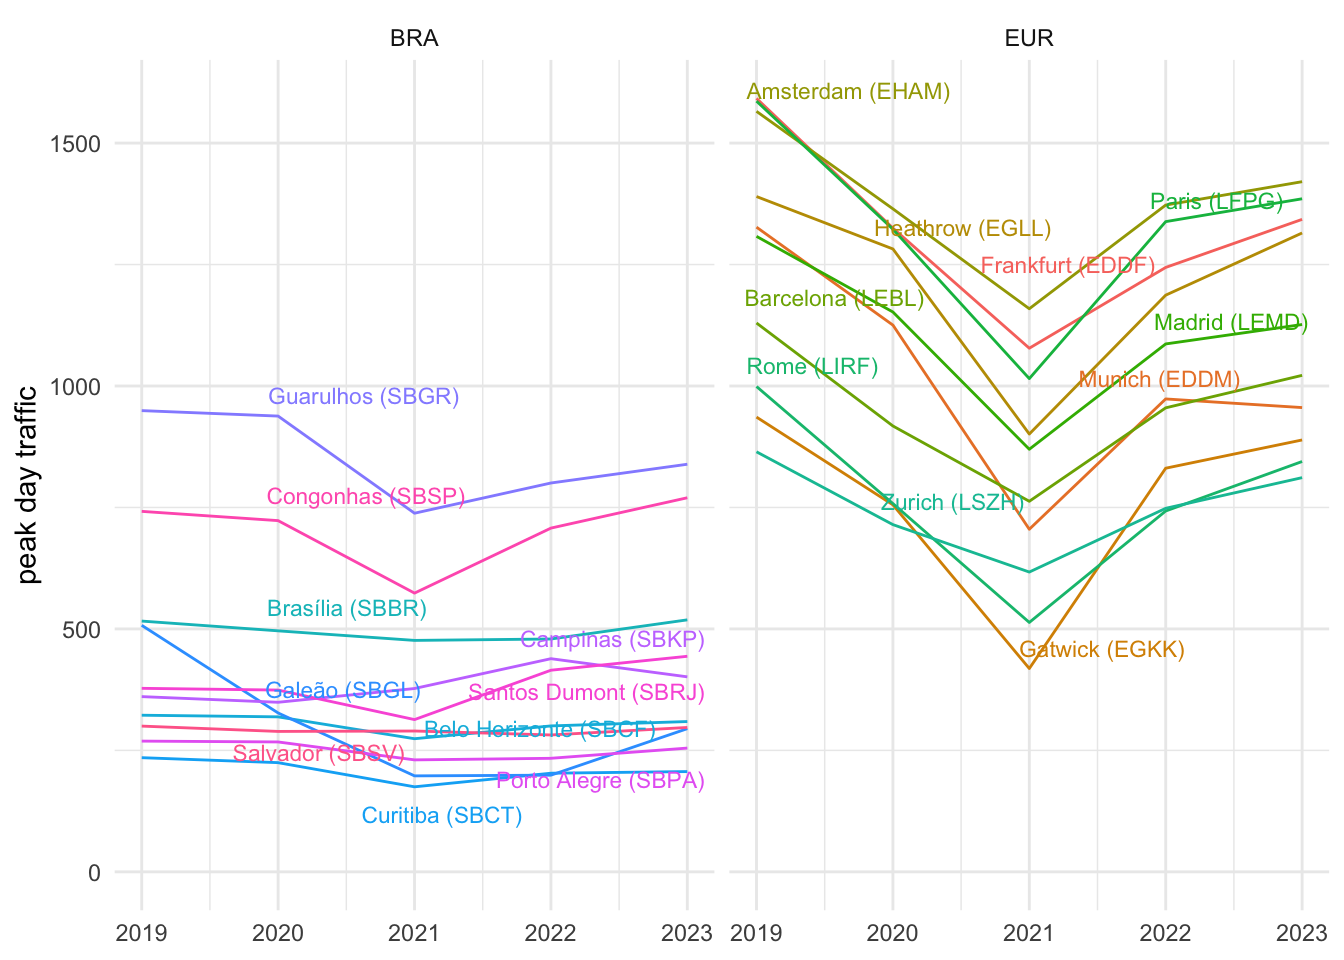 BRA
EUR
peak day traffic
1500
1000
500
0
Guarulhos (SBGR)
Congonhas (SBSP)
Brasília (SBBR)
Campinas (SBKP)
Galeão (SBGL)
Santos Dumont (SBRJ)
Belo Horizonte (SBCF)
Salvador (SBSV)
Porto Alegre (SBPA)
Curitiba (SBCT)
Amsterdam (EHAM)
Paris (LFPG)
Heathrow (EGLL)
Frankfurt (EDDF)
Barcelona (LEBL)
Madrid (LEMD)
Rome (LIRF)
Munich (EDDM)
Zurich (LSZH)
Gatwick (EGKK)
2019 2020 2021 2022 2023
2019 2020 2021 2022 2023